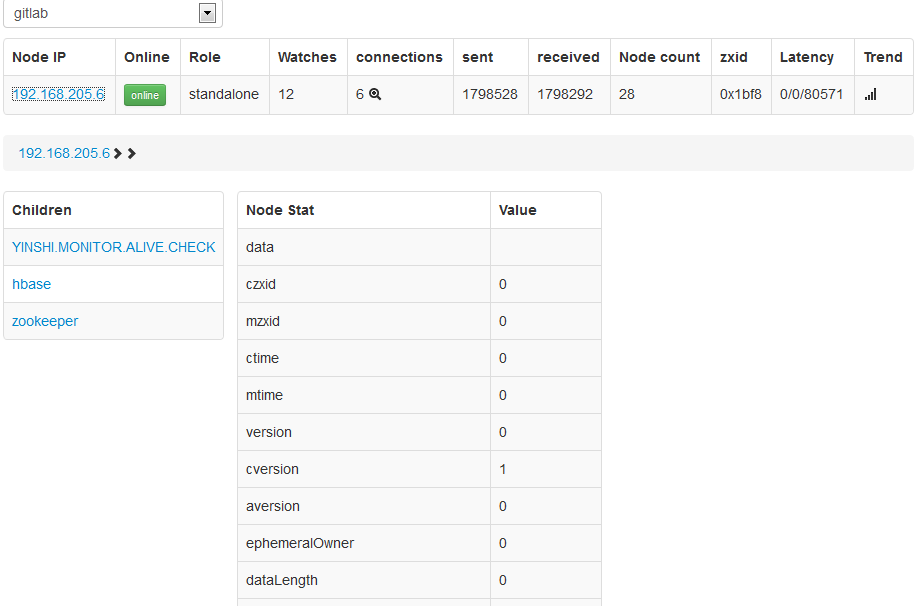 gitlab
Node IP Online Role Watches connections sent received Node count zxid Latency Trend
192.168.205.6 online standalone 12 6 1798528 1798292 28 0x1bf8 0/0/80571
192.168.205.6
Children
YINSHI.MONITOR.ALIVE.CHECK
hbase
zookeeper
Node Stat Value
data
czxid 0
mzxid 0
ctime 0
mtime 0
version 0
cversion 1
aversion 0
ephemeralOwner 0
dataLength 0